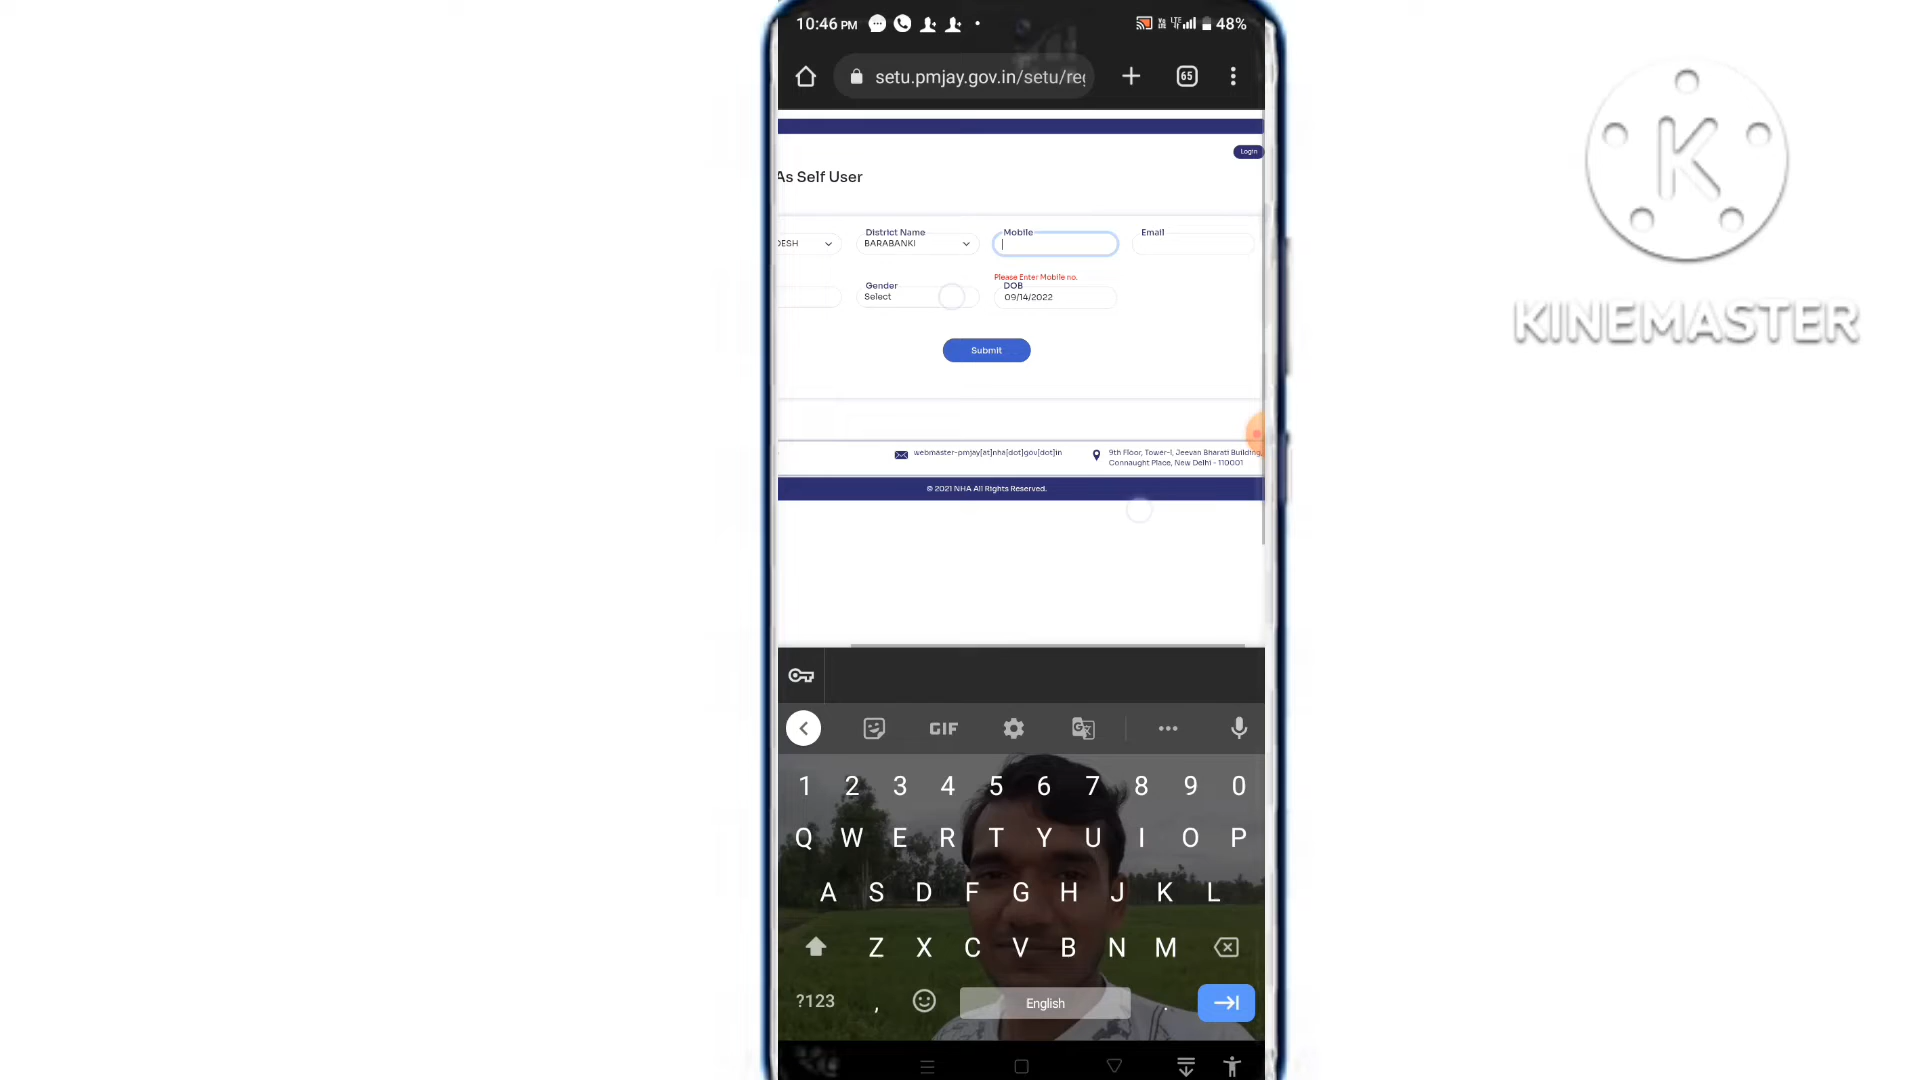 10:46 PM
48%
setu.pmjay.gov.in/setu/reg
65
Login
As Self User
District Name
Mobile
Email
DESH
BARABANKI
Please Enter Mobile no.
Gender
DOB
Select
09/14/2022
Submit
webmaster-pmjay[at]nha[dot]gov[dot]in
9th Floor, Tower-I, Jeevan Bharati Building,
Connaught Place, New Delhi - 110001
© 2021 NHA All Rights Reserved.
GIF
1 2 3 4 5 6 7 8 9 0
Q W E R T Y U I O P
A S D F G H J K L
Z X C V B N M
?123 , English .
K
KINEMASTER